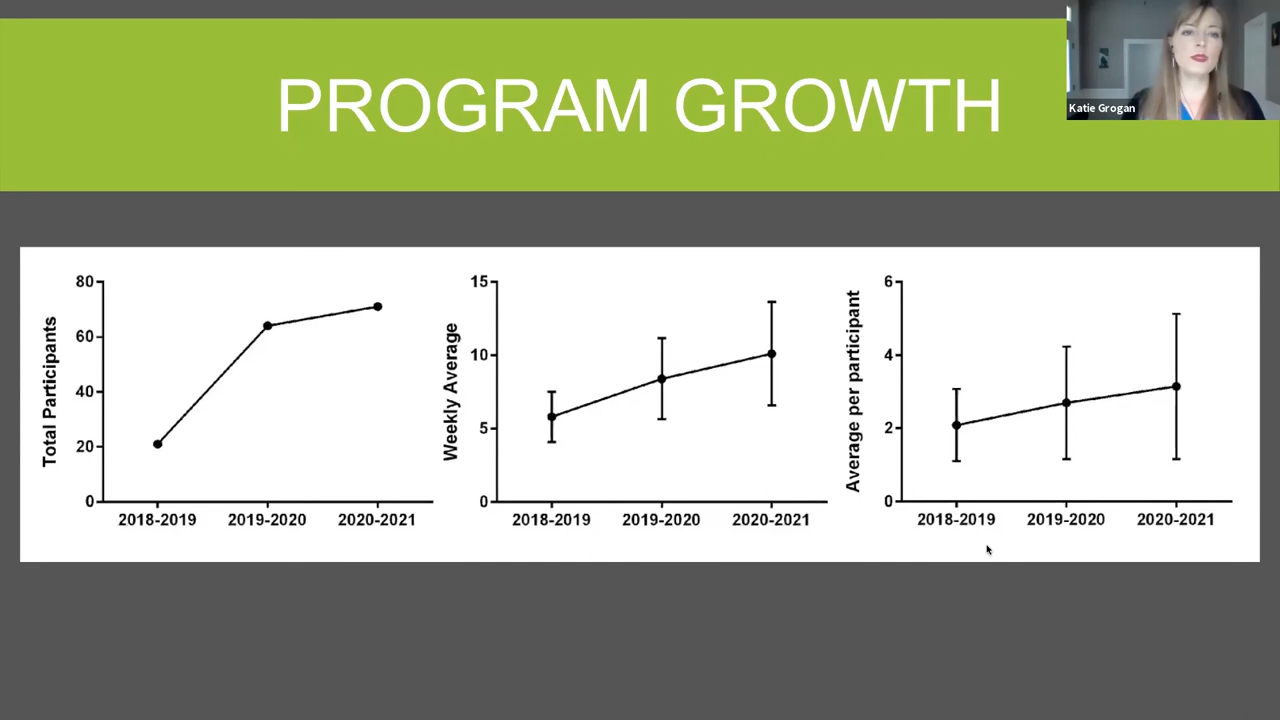 PROGRAM GROWTH
Katie Grogan
Total Participants
80
60
40
20
0
2018-2019 2019-2020 2020-2021
Weekly Average
15
10
5
0
2018-2019 2019-2020 2020-2021
Average per participant
6
4
2
0
2018-2019 2019-2020 2020-2021